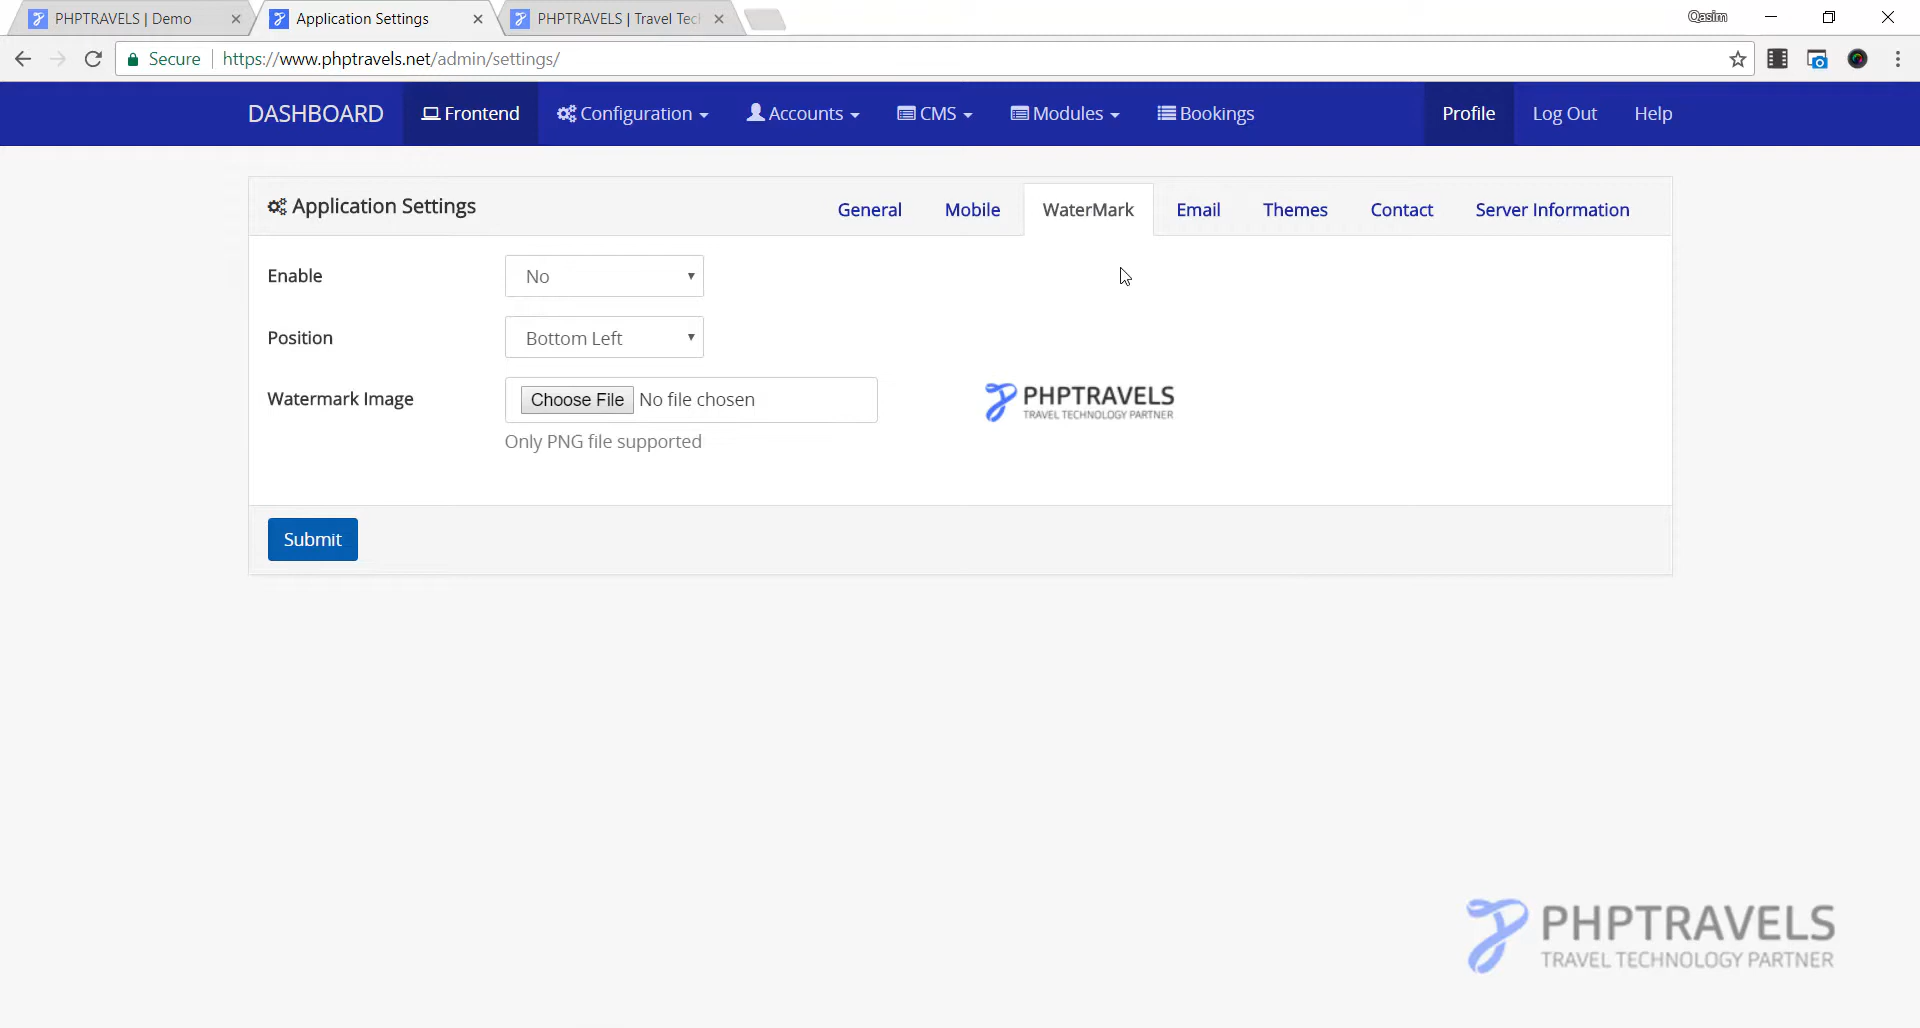 PHPTRAVELS | Demo
Application Settings
PHPTRAVELS | Travel Tec
Qasim
Secure
https://www.phptravels.net/admin/settings/
DASHBOARD
Frontend
Configuration
Accounts
CMS
Modules
Bookings
Profile
Log Out
Help
Application Settings
General
Mobile
WaterMark
Email
Themes
Contact
Server Information
Enable
No
Position
Bottom Left
Watermark Image
Choose File No file chosen
PHPTRAVELS
TRAVEL TECHNOLOGY PARTNER
Only PNG file supported
Submit
PHPTRAVELS
TRAVEL TECHNOLOGY PARTNER